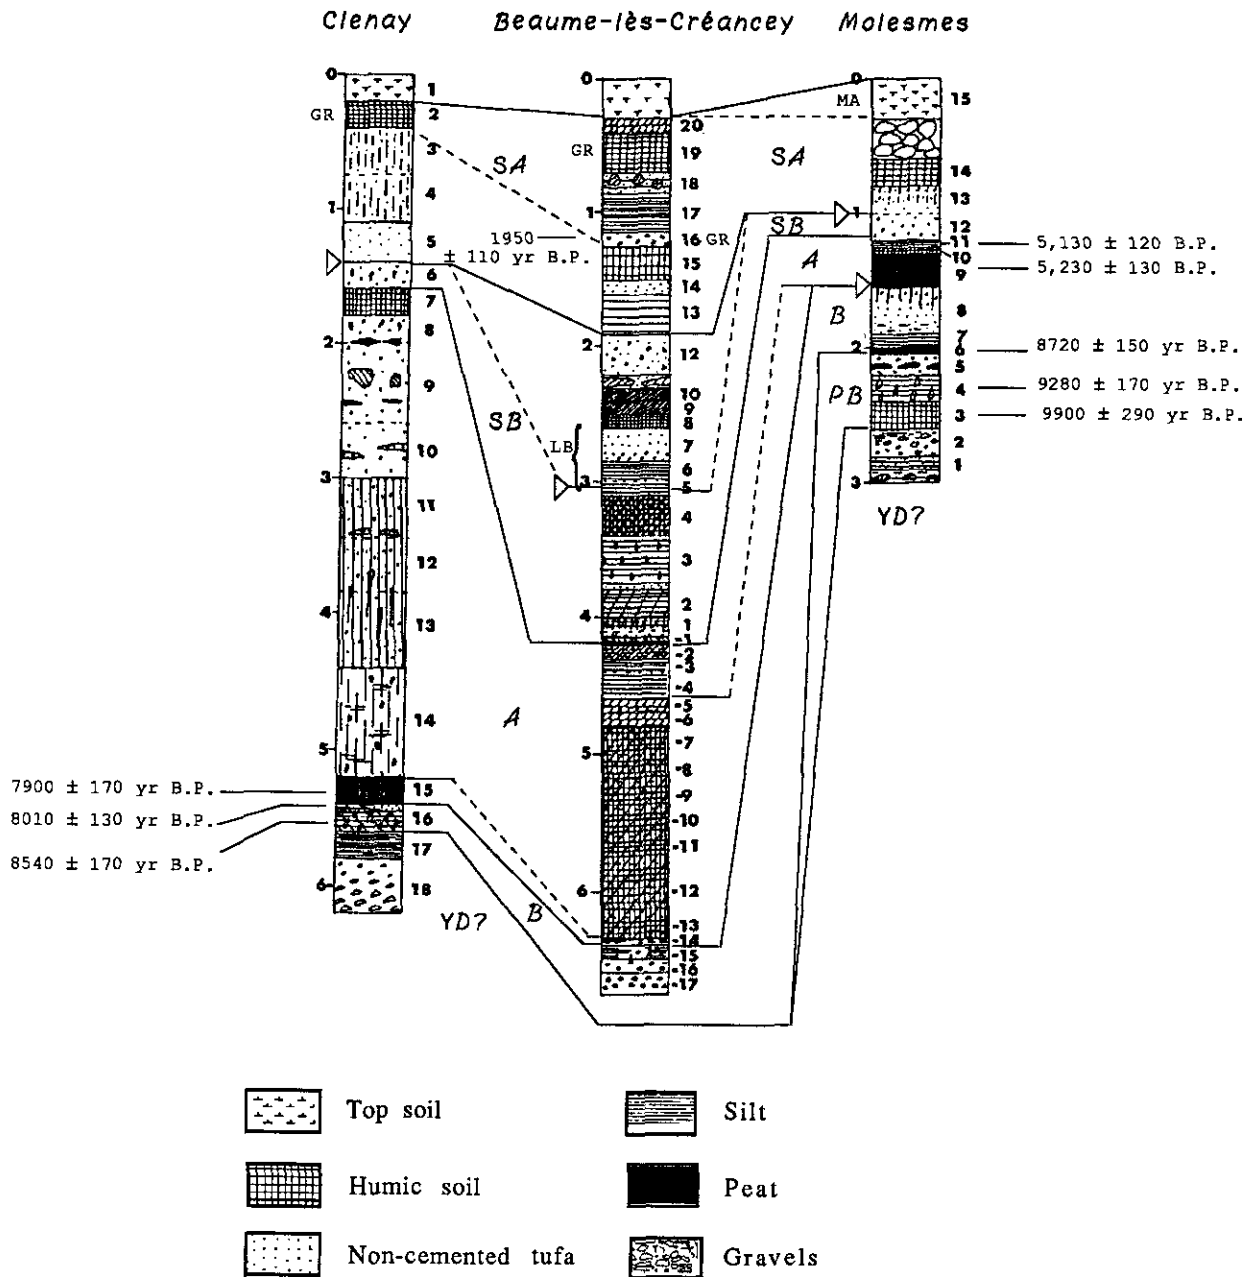 Clenay Beaume-lès-Créancey Molesmes
0 1 GR 2 3 4 1 5 6 7 2 8 9 10 3 11 12 4 13 14 5 15 16 17 6 18
7900 ± 170 yr B.P.
8010 ± 130 yr B.P.
8540 ± 170 yr B.P.
YD?
SA
SB
A
B
0 20 GR 19 18 1 17 16 GR 15 14 13 2 12 10 9 8 LB 7 6 3 5 4 3 2 4 1 -1 -2 -3 -4 -5 -6 5 -7 -8 -9 -10 -11 6 -12 -13 -14 -15 -16 -17
1950
± 110 yr B.P.
SA
SB
A
B
PB
0 MA 15 14 13 1 12 11 10 9 8 7 2 6 5 4 3 2 1 3
5,130 ± 120 B.P.
5,230 ± 130 B.P.
8720 ± 150 yr B.P.
9280 ± 170 yr B.P.
9900 ± 290 yr B.P.
YD?
Top soil
Silt
Humic soil
Peat
Non-cemented tufa
Gravels